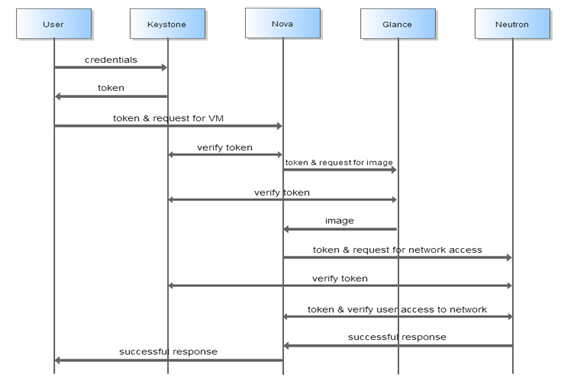 User Keystone Nova Glance Neutron
credentials
token
token & request for VM
verify token
token & request for image
verify token
image
token & request for network access
verify token
token & verify user access to network
successful response
successful response